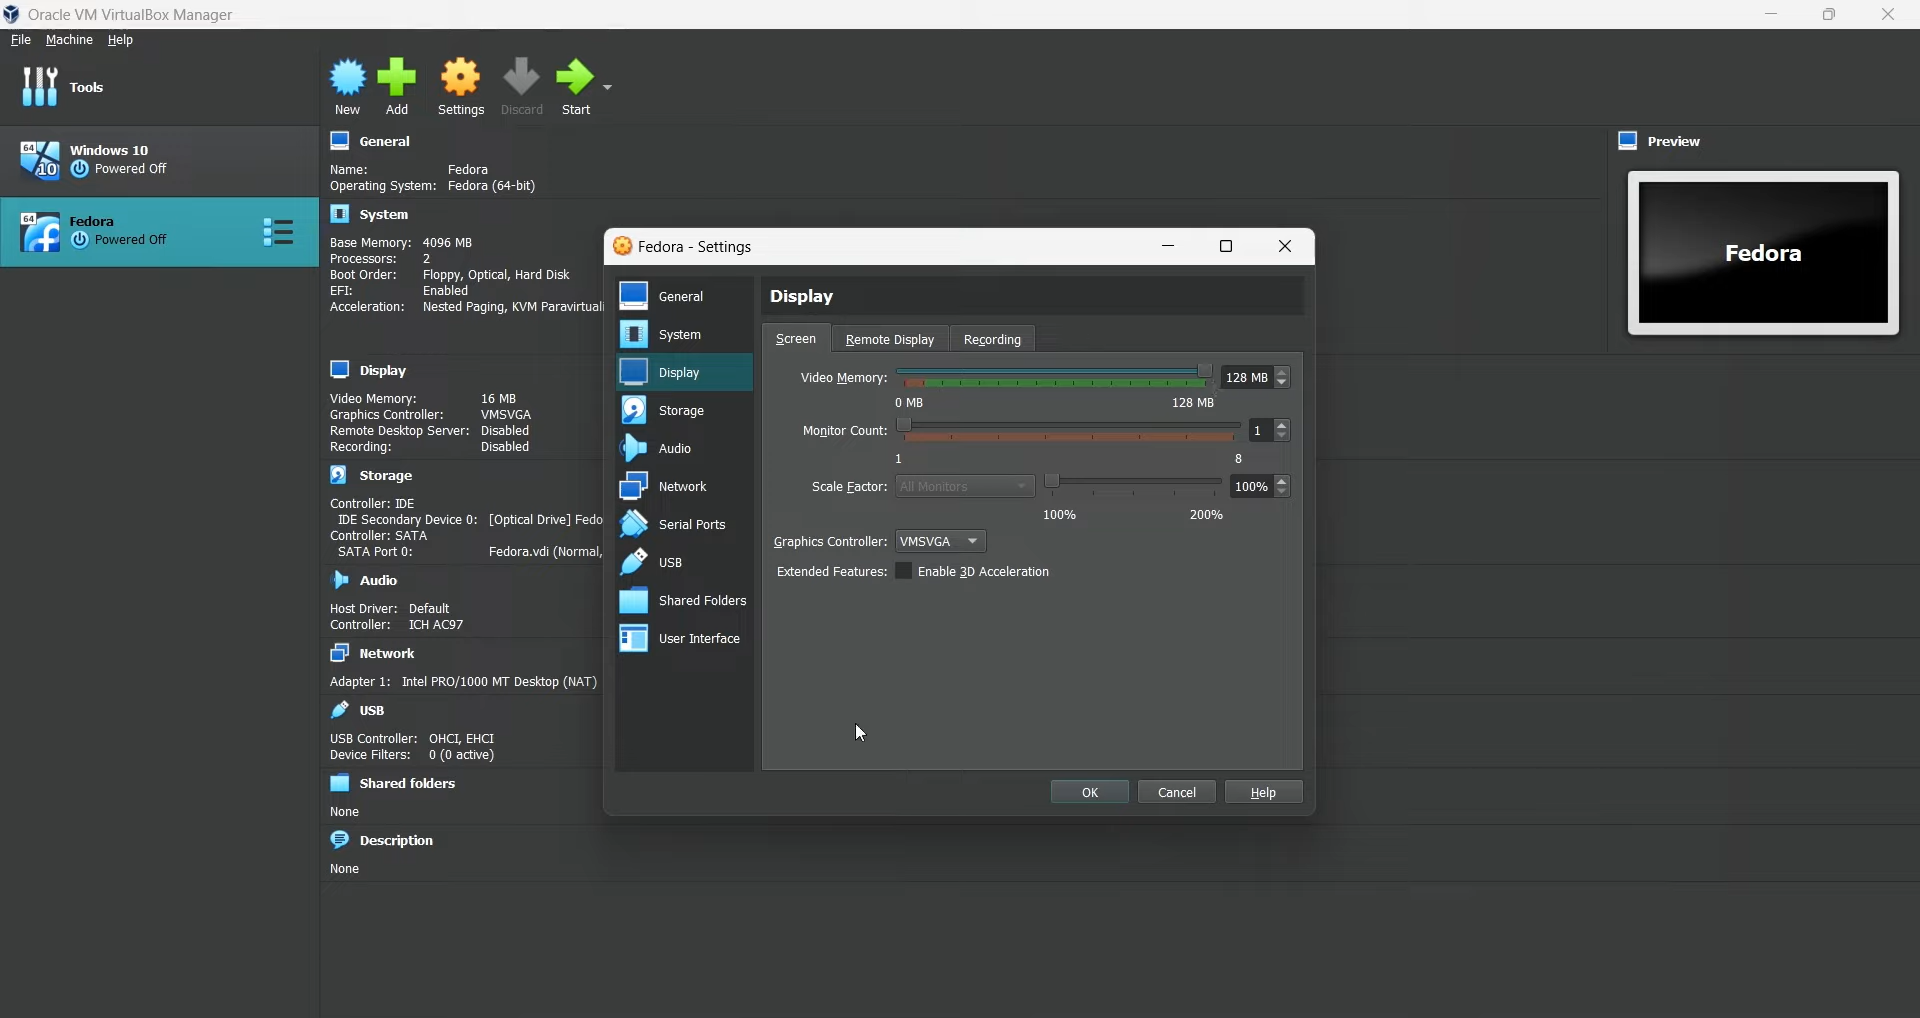 Oracle VM VirtualBox Manager
File Machine Help
Tools
New Add Settings Discard Start
64 10 Windows 10
Powered Off
64 Fedora
Powered Off
General
Name: Fedora
Operating System: Fedora (64-bit)
System
Base Memory: 4096 MB
Processors: 2
Boot Order: Floppy, Optical, Hard Disk
EFI: Enabled
Acceleration: Nested Paging, KVM Paravirtuali
Display
Video Memory: 16 MB
Graphics Controller: VMSVGA
Remote Desktop Server: Disabled
Recording: Disabled
Storage
Controller: IDE
IDE Secondary Device 0: [Optical Drive] Fedo
Controller: SATA
SATA Port 0: Fedora.vdi (Normal,
Audio
Host Driver: Default
Controller: ICH AC97
Network
Adapter 1: Intel PRO/1000 MT Desktop (NAT)
USB
USB Controller: OHCI, EHCI
Device Filters: 0 (0 active)
Shared folders
None
Description
None
Preview
Fedora
Fedora - Settings
General
System
Display
Storage
Audio
Network
Serial Ports
USB
Shared Folders
User Interface
Display
Screen Remote Display Recording
Video Memory: 128 MB
0 MB 128 MB
Monitor Count: 1
1 8
Scale Factor: All Monitors 100%
100% 200%
Graphics Controller: VMSVGA
Extended Features: Enable 3D Acceleration
OK Cancel Help